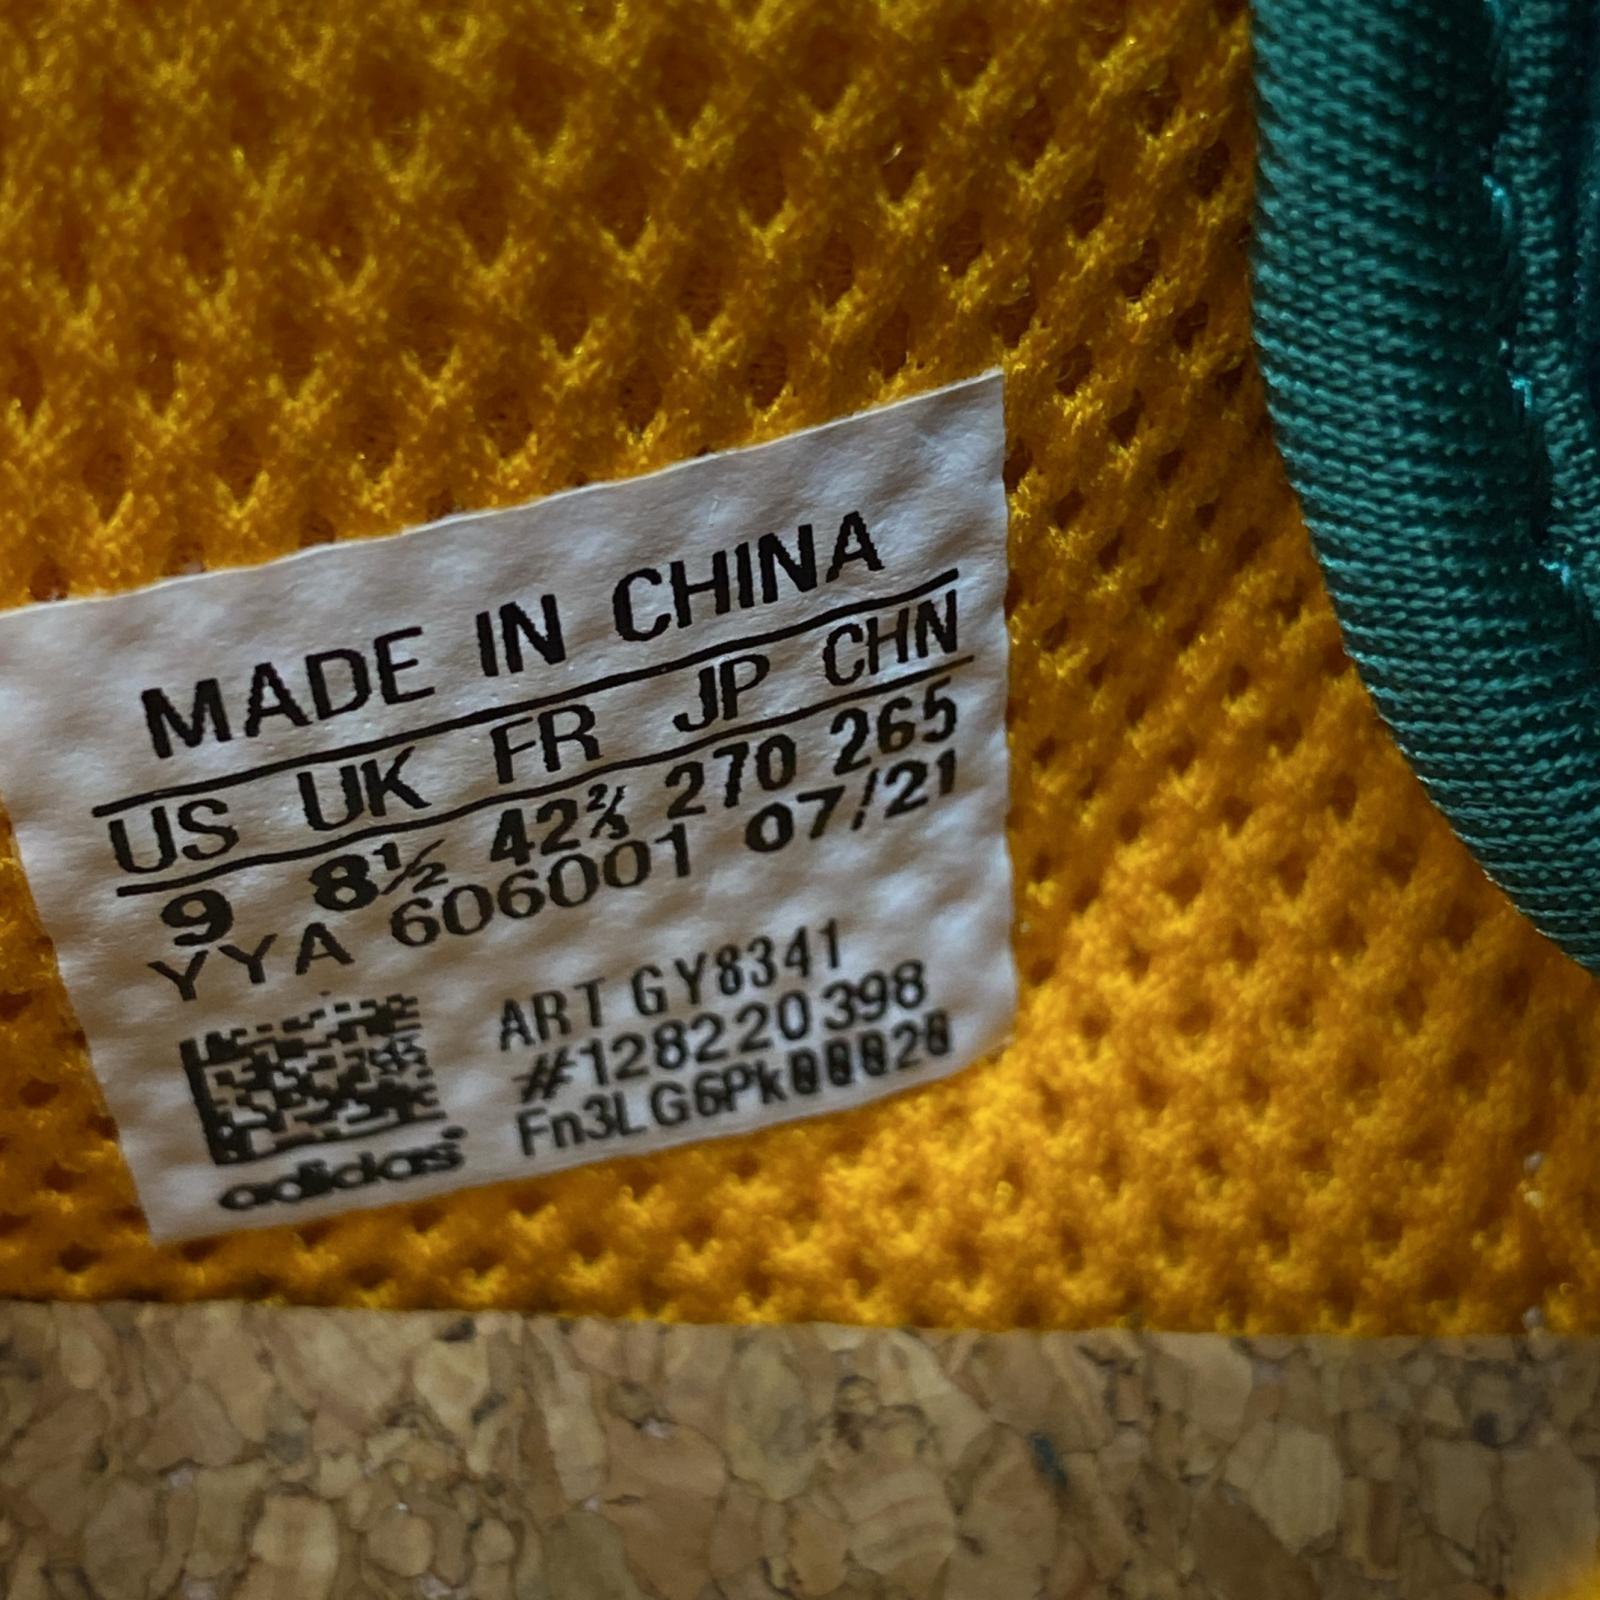 MADE IN CHINA
US UK FR JP CHN
9 8½ 42⅔ 270 265
YYA 606001 07/21
ART GY8341
#128220398
Fn3LG6Pk00020
adidas